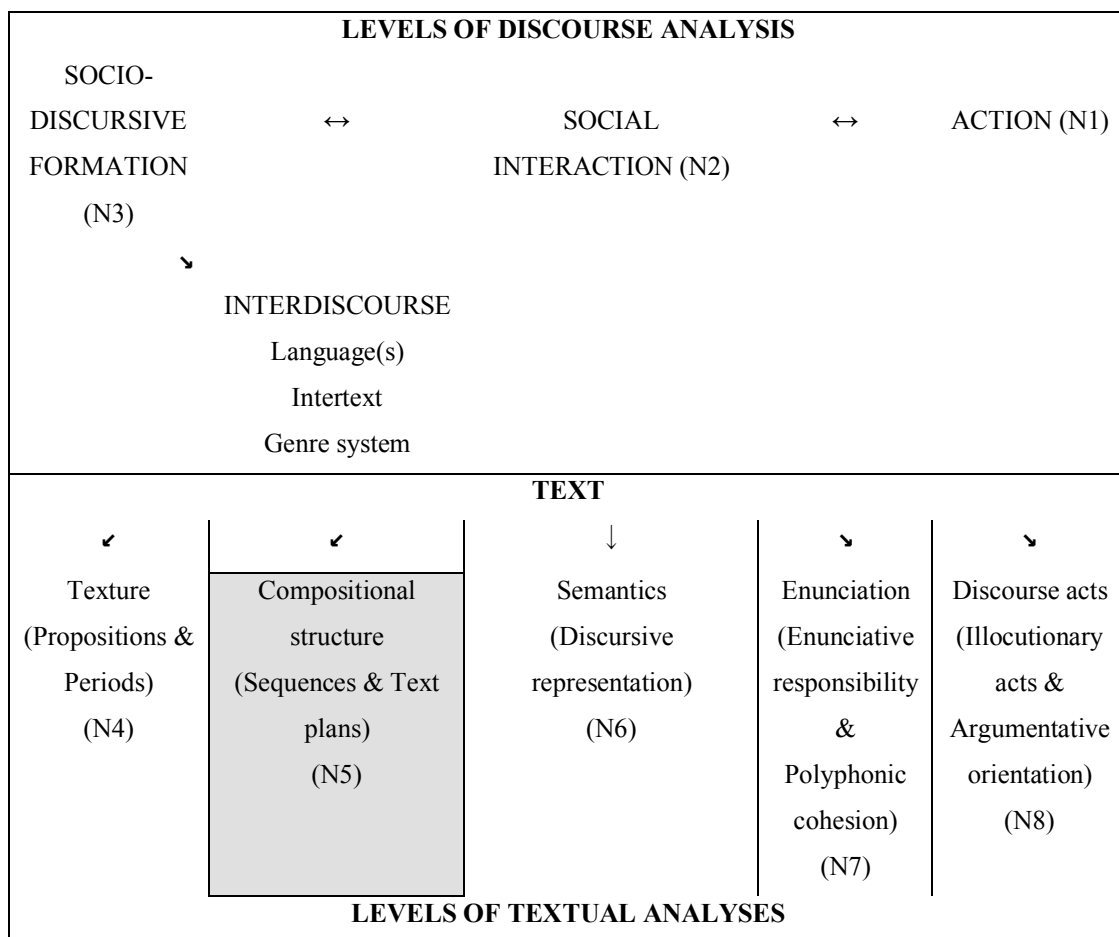 LEVELS OF DISCOURSE ANALYSIS
SOCIO-
DISCURSIVE
FORMATION
(N3)
↔
SOCIAL
INTERACTION (N2)
↔
ACTION (N1)
↘
INTERDISCOURSE
Language(s)
Intertext
Genre system
TEXT
↙
Texture
(Propositions &
Periods)
(N4)
↙
Compositional
structure
(Sequences & Text
plans)
(N5)
↓
Semantics
(Discursive
representation)
(N6)
↘
Enunciation
(Enunciative
responsibility
&
Polyphonic
cohesion)
(N7)
↘
Discourse acts
(Illocutionary
acts &
Argumentative
orientation)
(N8)
LEVELS OF TEXTUAL ANALYSES